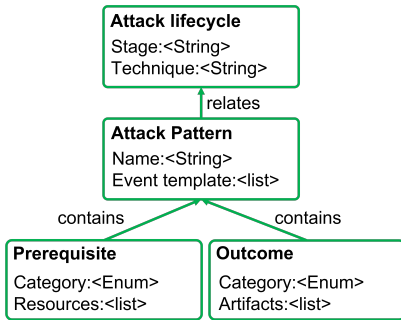 Attack lifecycle
Stage:<String>
Technique:<String>
relates
Attack Pattern
Name:<String>
Event template:<list>
contains
contains
Prerequisite
Category:<Enum>
Resources:<list>
Outcome
Category:<Enum>
Artifacts:<list>